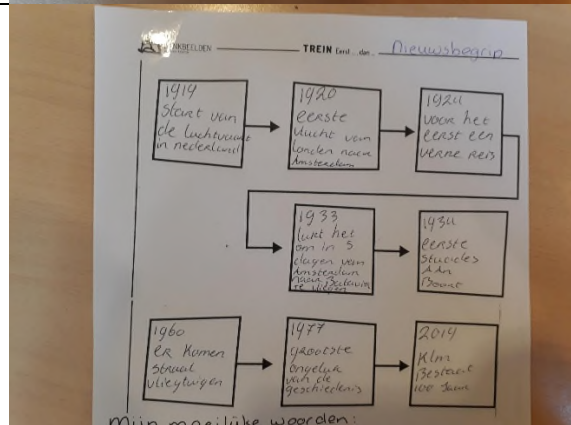 DENKBEELDEN
TREIN Eerst...dan... Nieuwsbegrip
1919
start van
de luchtvaart
in nederland
1920
eerste
vlucht van
londen naar
Amsterdam
1924
voor het
eerst een
verre reis
1933
lukt het
om in 5
dagen van
Amsterdam
naar Batavia
te vliegen
1934
eerste
AAn
Boord
1960
er komen
straal
vliegtuigen
1977
grootste
ongeluk
van de
geschiedenis
2019
Klm
Bestaat
100 Jaar
Mijn moeilijke woorden: